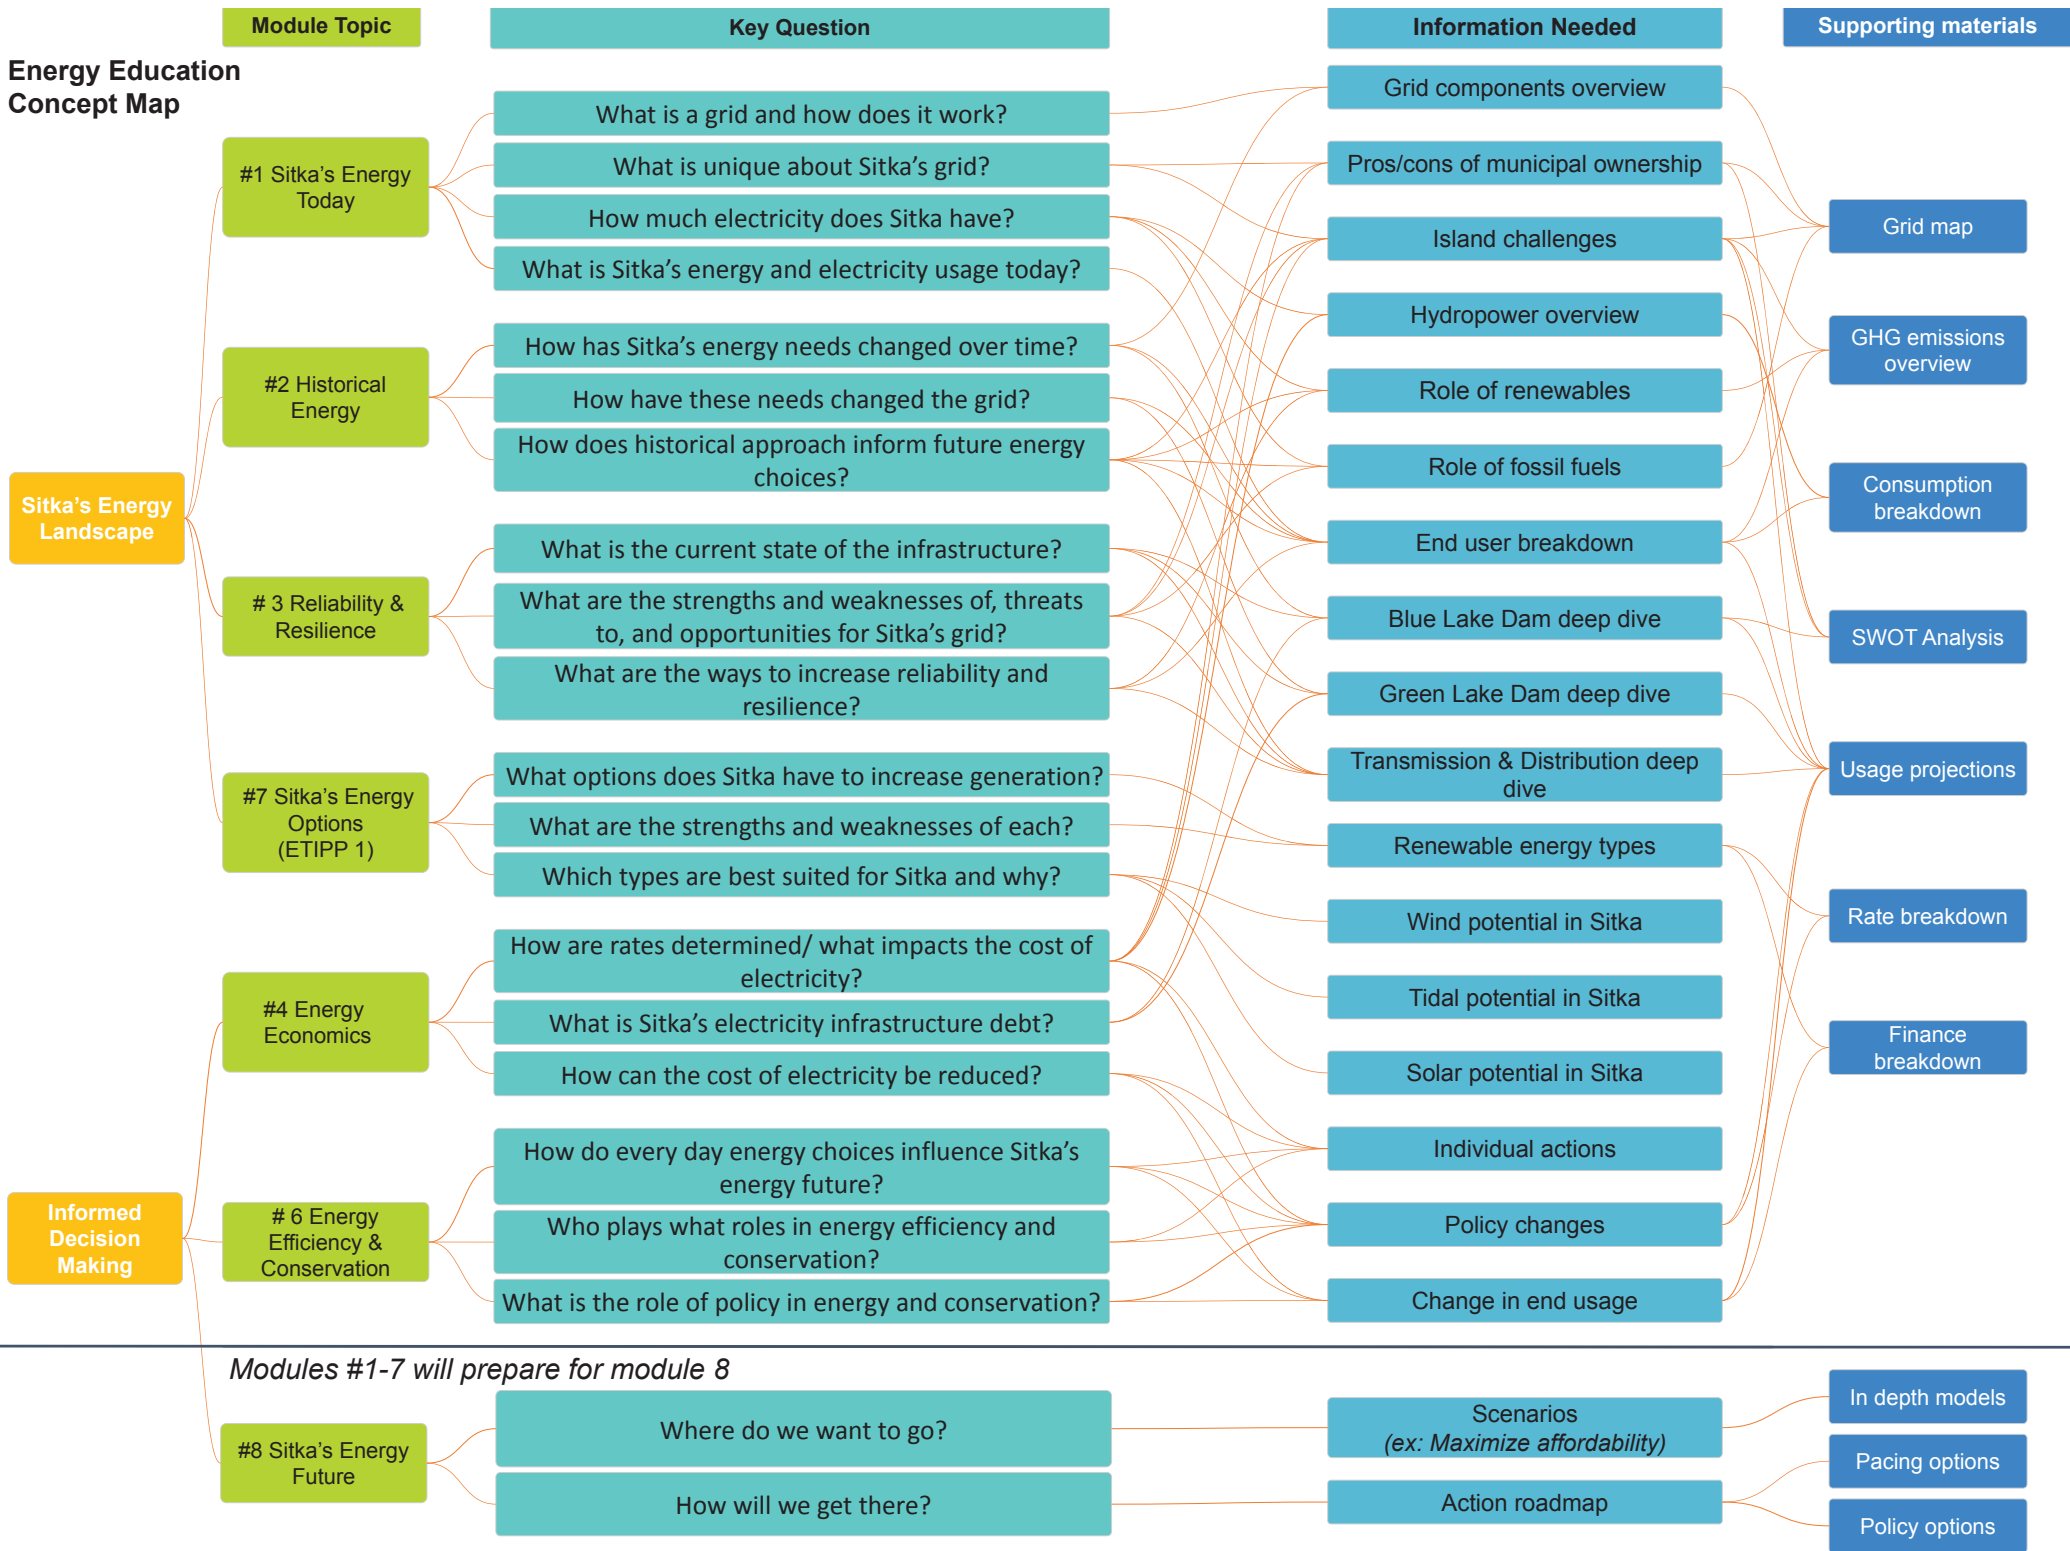 Module Topic
Key Question
Information Needed
Supporting materials
Energy Education
Concept Map
Sitka's Energy
Landscape
#1 Sitka's Energy
Today
What is a grid and how does it work?
What is unique about Sitka's grid?
How much electricity does Sitka have?
What is Sitka's energy and electricity usage today?
#2 Historical
Energy
How has Sitka's energy needs changed over time?
How have these needs changed the grid?
How does historical approach inform future energy
choices?
# 3 Reliability &
Resilience
What is the current state of the infrastructure?
What are the strengths and weaknesses of, threats
to, and opportunities for Sitka's grid?
What are the ways to increase reliability and
resilience?
#7 Sitka's Energy
Options
(ETIPP 1)
What options does Sitka have to increase generation?
What are the strengths and weaknesses of each?
Which types are best suited for Sitka and why?
Informed
Decision
Making
#4 Energy
Economics
How are rates determined/ what impacts the cost of
electricity?
What is Sitka's electricity infrastructure debt?
How can the cost of electricity be reduced?
# 6 Energy
Efficiency &
Conservation
How do every day energy choices influence Sitka's
energy future?
Who plays what roles in energy efficiency and
conservation?
What is the role of policy in energy and conservation?
Grid components overview
Pros/cons of municipal ownership
Island challenges
Hydropower overview
Role of renewables
Role of fossil fuels
End user breakdown
Blue Lake Dam deep dive
Green Lake Dam deep dive
Transmission & Distribution deep
dive
Renewable energy types
Wind potential in Sitka
Tidal potential in Sitka
Solar potential in Sitka
Individual actions
Policy changes
Change in end usage
Grid map
GHG emissions
overview
Consumption
breakdown
SWOT Analysis
Usage projections
Rate breakdown
Finance
breakdown
Modules #1-7 will prepare for module 8
#8 Sitka's Energy
Future
Where do we want to go?
How will we get there?
Scenarios
(ex: Maximize affordability)
Action roadmap
In depth models
Pacing options
Policy options